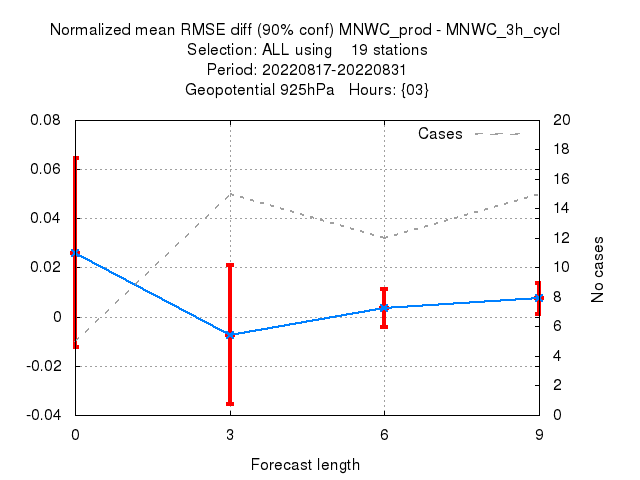 Normalized mean RMSE diff (90% conf) MNWC_prod - MNWC_3h_cycl
Selection: ALL using 19 stations
Period: 20220817-20220831
Geopotential 925hPa Hours: {03}
Cases
0.08
0.06
0.04
0.02
0
-0.02
-0.04
20
18
16
14
12
10
8
6
4
2
0
No cases
0 3 6 9
Forecast length